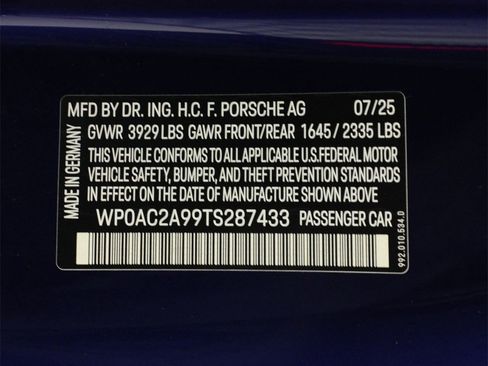 MFD BY DR. ING. H.C. F. PORSCHE AG 07/25
GVWR 3929 LBS GAWR FRONT/REAR 1645 / 2335 LBS
THIS VEHICLE CONFORMS TO ALL APPLICABLE U.S.FEDERAL MOTOR
VEHICLE SAFETY, BUMPER, AND THEFT PREVENTION STANDARDS
IN EFFECT ON THE DATE OF MANUFACTURE SHOWN ABOVE.
WP0AC2A99TS287433 PASSENGER CAR
MADE IN GERMANY
992.010.534.0